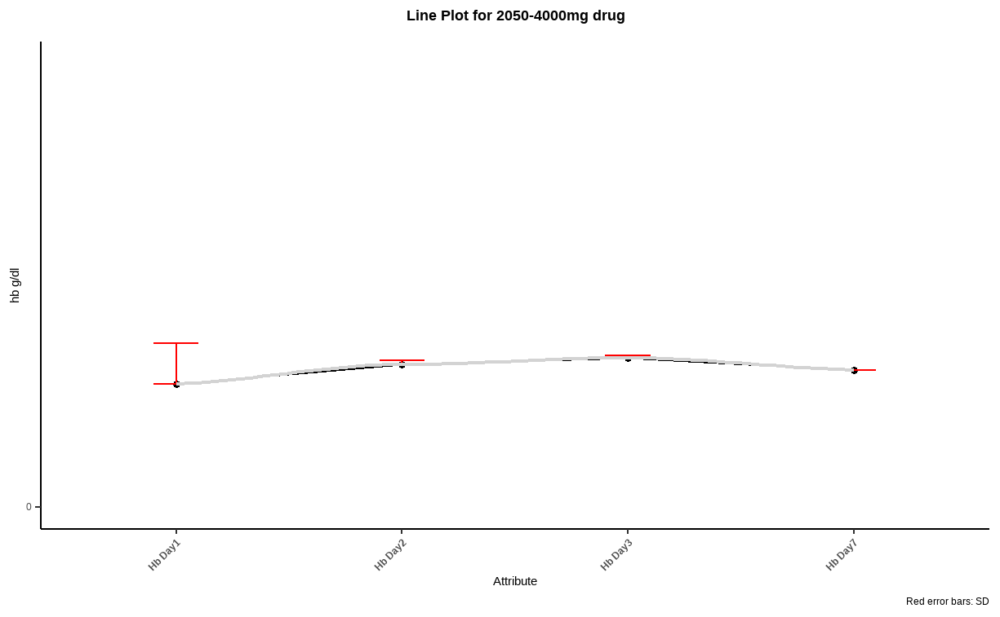 Line Plot for 2050-4000mg drug
hb g/dl
0
Hb Day1
Hb Day2
Hb Day3
Hb Day7
Attribute
Red error bars: SD